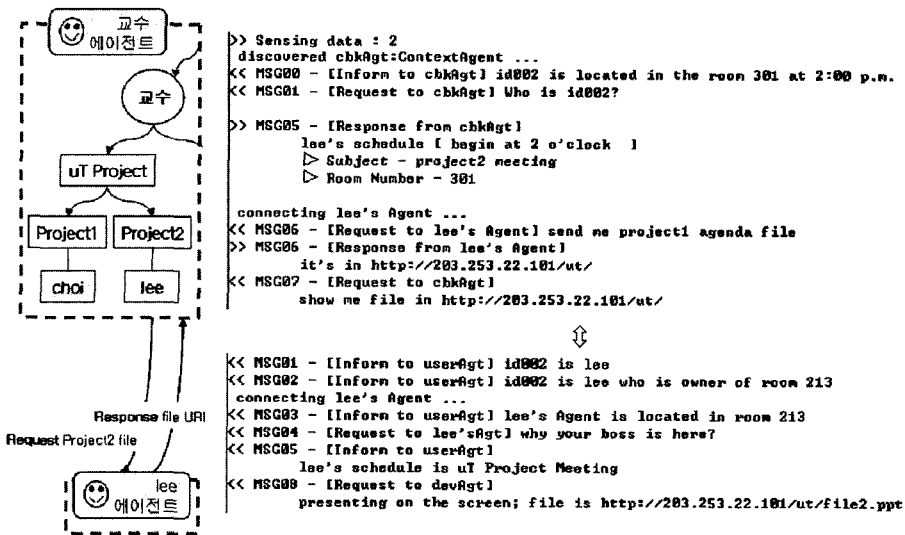 교수
에이전트
교수
uT Project
Project1
Project2
choi
lee
Response file URI
Request Project2 file
lee
에이전트
>> Sensing data : 2
discovered cbkAgt:ContextAgent ...
<< MSG00 - [Inform to cbkAgt] id002 is located in the room 301 at 2:00 p.m.
<< MSG01 - [Request to cbkAgt] Who is id002?
>> MSG05 - [Response from cbkAgt]
lee's schedule [ begin at 2 o'clock ]
▷ Subject - project2 meeting
▷ Room Number - 301
connecting lee's Agent ...
<< MSG06 - [Request to lee's Agent] send me project1 agenda file
>> MSG06 - [Response from lee's Agent]
it's in http://203.253.22.101/ut/
<< MSG07 - [Request to cbkAgt]
show me file in http://203.253.22.101/ut/
⇕
<< MSG01 - [Inform to userAgt] id002 is lee
<< MSG02 - [Inform to userAgt] id002 is lee who is owner of room 213
connecting lee's Agent ...
<< MSG03 - [Inform to userAgt] lee's Agent is located in room 213
<< MSG04 - [Request to lee'sAgt] why your boss is here?
<< MSG05 - [Inform to userAgt]
lee's schedule is uT Project Meeting
<< MSG08 - [Request to devAgt]
presenting on the screen; file is http://203.253.22.101/ut/file2.ppt